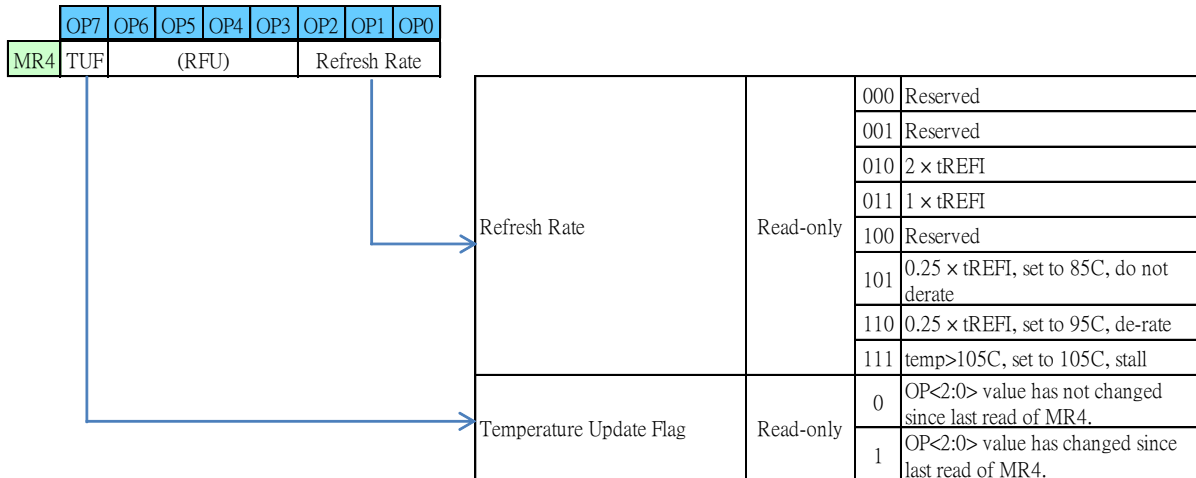 OP7 OP6 OP5 OP4 OP3 OP2 OP1 OP0
MR4 TUF (RFU) Refresh Rate
Refresh Rate Read-only
000 Reserved
001 Reserved
010 2 × tREFI
011 1 × tREFI
100 Reserved
101 0.25 × tREFI, set to 85C, do not
derate
110 0.25 × tREFI, set to 95C, de-rate
111 temp>105C, set to 105C, stall
Temperature Update Flag Read-only
0 OP<2:0> value has not changed
since last read of MR4.
1 OP<2:0> value has changed since
last read of MR4.